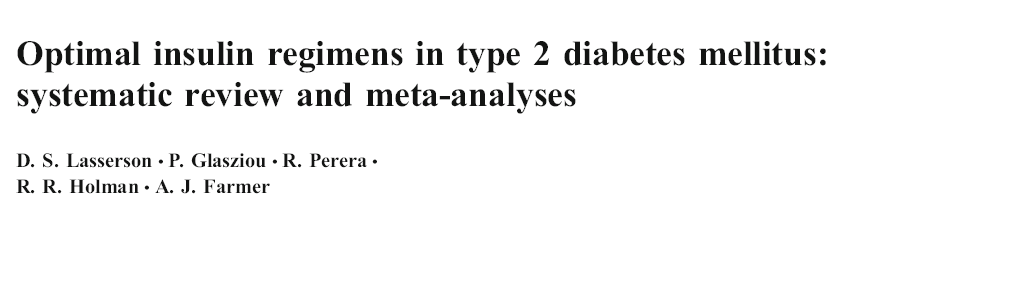 Optimal insulin regimens in type 2 diabetes mellitus:
systematic review and meta-analyses
D. S. Lasserson · P. Glasziou · R. Perera ·
R. R. Holman · A. J. Farmer